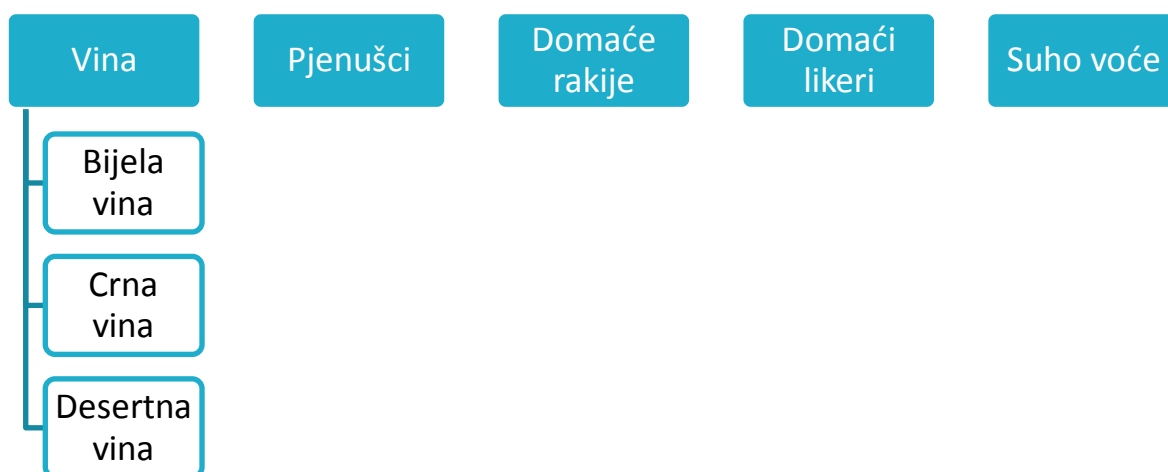 Vina
Pjenušci
Domaće
rakije
Domaći
likeri
Suho voće
Bijela
vina
Crna
vina
Desertna
vina